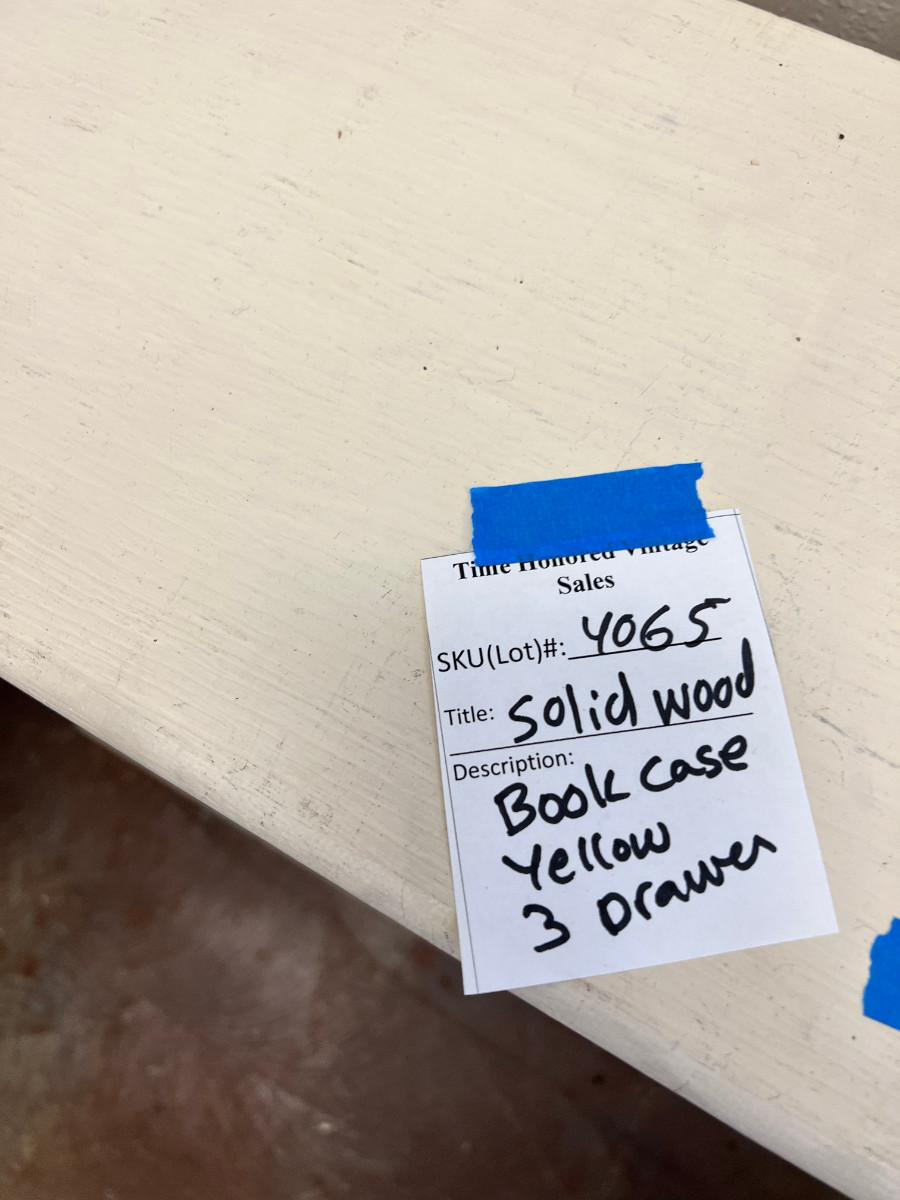 Time Honored Vintage
Sales
SKU(Lot)#: 4065
Title: Solid wood
Description:
Book case
Yellow
3 Drawer